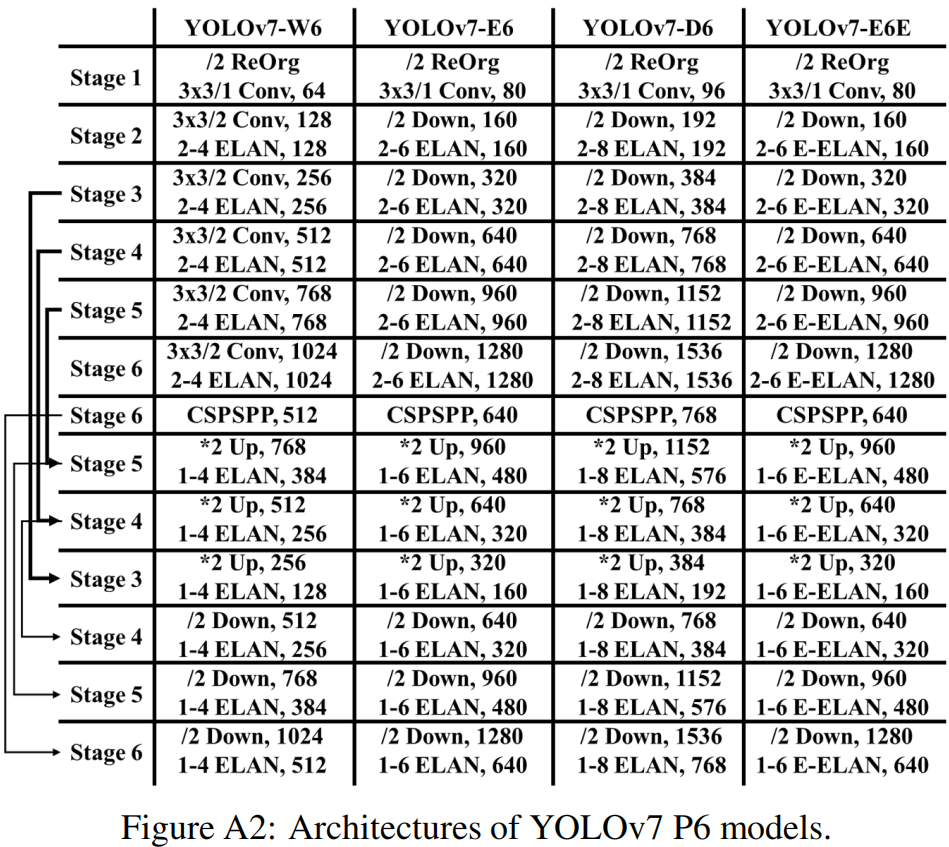 YOLOv7-W6 YOLOv7-E6 YOLOv7-D6 YOLOv7-E6E
Stage 1
/2 ReOrg /2 ReOrg /2 ReOrg /2 ReOrg
3x3/1 Conv, 64 3x3/1 Conv, 80 3x3/1 Conv, 96 3x3/1 Conv, 80
Stage 2
3x3/2 Conv, 128 /2 Down, 160 /2 Down, 192 /2 Down, 160
2-4 ELAN, 128 2-6 ELAN, 160 2-8 ELAN, 192 2-6 E-ELAN, 160
Stage 3
3x3/2 Conv, 256 /2 Down, 320 /2 Down, 384 /2 Down, 320
2-4 ELAN, 256 2-6 ELAN, 320 2-8 ELAN, 384 2-6 E-ELAN, 320
Stage 4
3x3/2 Conv, 512 /2 Down, 640 /2 Down, 768 /2 Down, 640
2-4 ELAN, 512 2-6 ELAN, 640 2-8 ELAN, 768 2-6 E-ELAN, 640
Stage 5
3x3/2 Conv, 768 /2 Down, 960 /2 Down, 1152 /2 Down, 960
2-4 ELAN, 768 2-6 ELAN, 960 2-8 ELAN, 1152 2-6 E-ELAN, 960
Stage 6
3x3/2 Conv, 1024 /2 Down, 1280 /2 Down, 1536 /2 Down, 1280
2-4 ELAN, 1024 2-6 ELAN, 1280 2-8 ELAN, 1536 2-6 E-ELAN, 1280
Stage 6 CSPSPP, 512 CSPSPP, 640 CSPSPP, 768 CSPSPP, 640
Stage 5
*2 Up, 768 *2 Up, 960 *2 Up, 1152 *2 Up, 960
1-4 ELAN, 384 1-6 ELAN, 480 1-8 ELAN, 576 1-6 E-ELAN, 480
Stage 4
*2 Up, 512 *2 Up, 640 *2 Up, 768 *2 Up, 640
1-4 ELAN, 256 1-6 ELAN, 320 1-8 ELAN, 384 1-6 E-ELAN, 320
Stage 3
*2 Up, 256 *2 Up, 320 *2 Up, 384 *2 Up, 320
1-4 ELAN, 128 1-6 ELAN, 160 1-8 ELAN, 192 1-6 E-ELAN, 160
Stage 4
/2 Down, 512 /2 Down, 640 /2 Down, 768 /2 Down, 640
1-4 ELAN, 256 1-6 ELAN, 320 1-8 ELAN, 384 1-6 E-ELAN, 320
Stage 5
/2 Down, 768 /2 Down, 960 /2 Down, 1152 /2 Down, 960
1-4 ELAN, 384 1-6 ELAN, 480 1-8 ELAN, 576 1-6 E-ELAN, 480
Stage 6
/2 Down, 1024 /2 Down, 1280 /2 Down, 1536 /2 Down, 1280
1-4 ELAN, 512 1-6 ELAN, 640 1-8 ELAN, 768 1-6 E-ELAN, 640
Figure A2: Architectures of YOLOv7 P6 models.